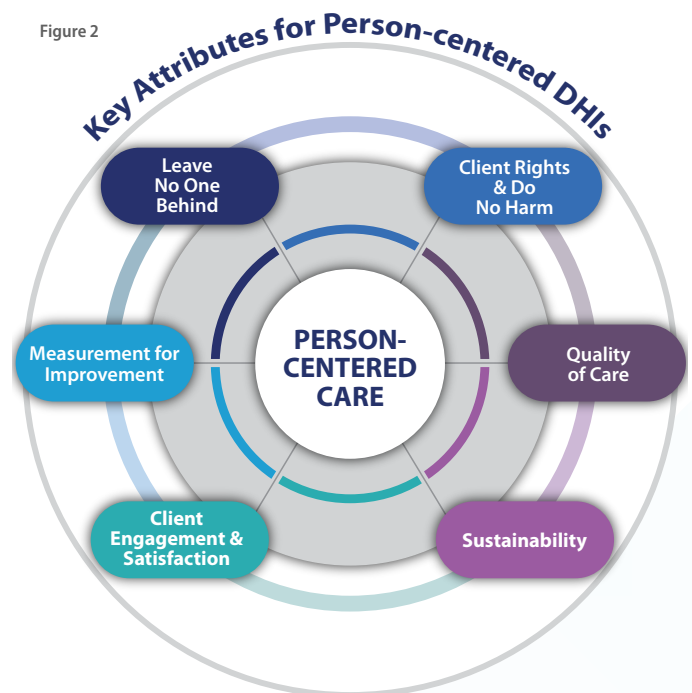 Figure 2
Key Attributes for Person-centered DHIs
Leave
No One
Behind
Client Rights
& Do
No Harm
Measurement for
Improvement
PERSON-
CENTERED
CARE
Quality
of Care
Client
Engagement &
Satisfaction
Sustainability